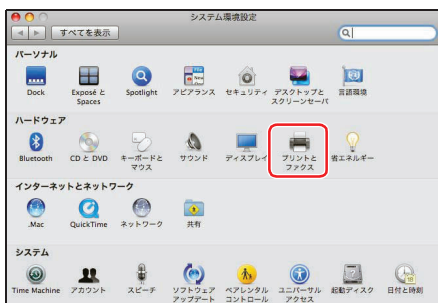 システム環境設定
すべてを表示
パーソナル
Dock
Exposé と
Spaces
Spotlight
アピアランス
セキュリティ
デスクトップと
スクリーンセーバ
言語環境
ハードウェア
Bluetooth
CD と DVD
キーボードと
マウス
サウンド
ディスプレイ
プリントと
ファクス
省エネルギー
インターネットとネットワーク
.Mac
QuickTime
ネットワーク
共有
システム
Time Machine
アカウント
スピーチ
ソフトウェア
アップデート
ペアレンタル
コントロール
ユニバーサル
アクセス
起動ディスク
日付と時刻